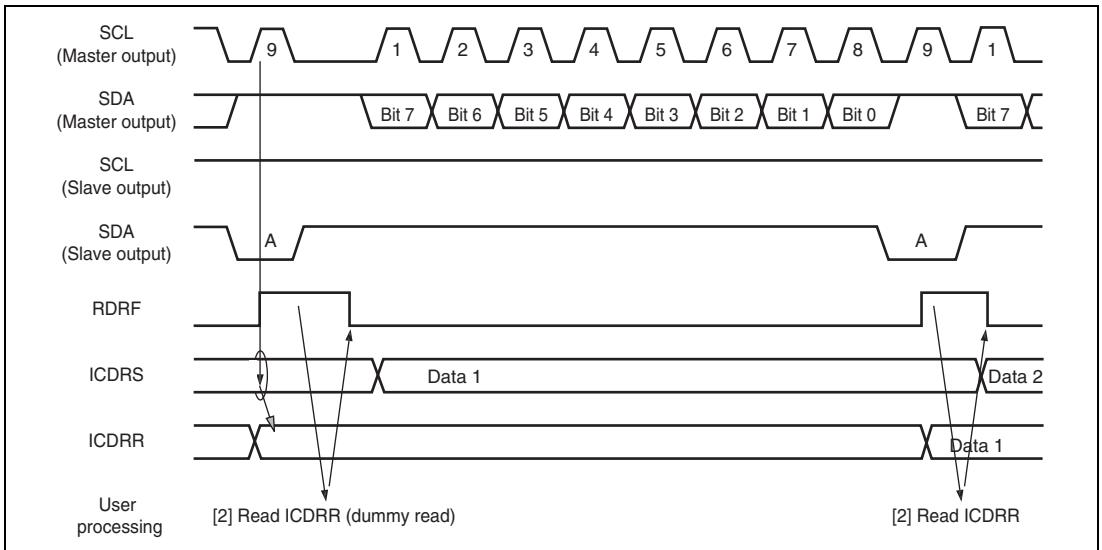 SCL
(Master output)
9 1 2 3 4 5 6 7 8 9 1
SDA
(Master output)
Bit 7 Bit 6 Bit 5 Bit 4 Bit 3 Bit 2 Bit 1 Bit 0 Bit 7
SCL
(Slave output)
SDA
(Slave output)
A A
RDRF
ICDRS
Data 1 Data 2
ICDRR
Data 1
User
processing
[2] Read ICDRR (dummy read) [2] Read ICDRR